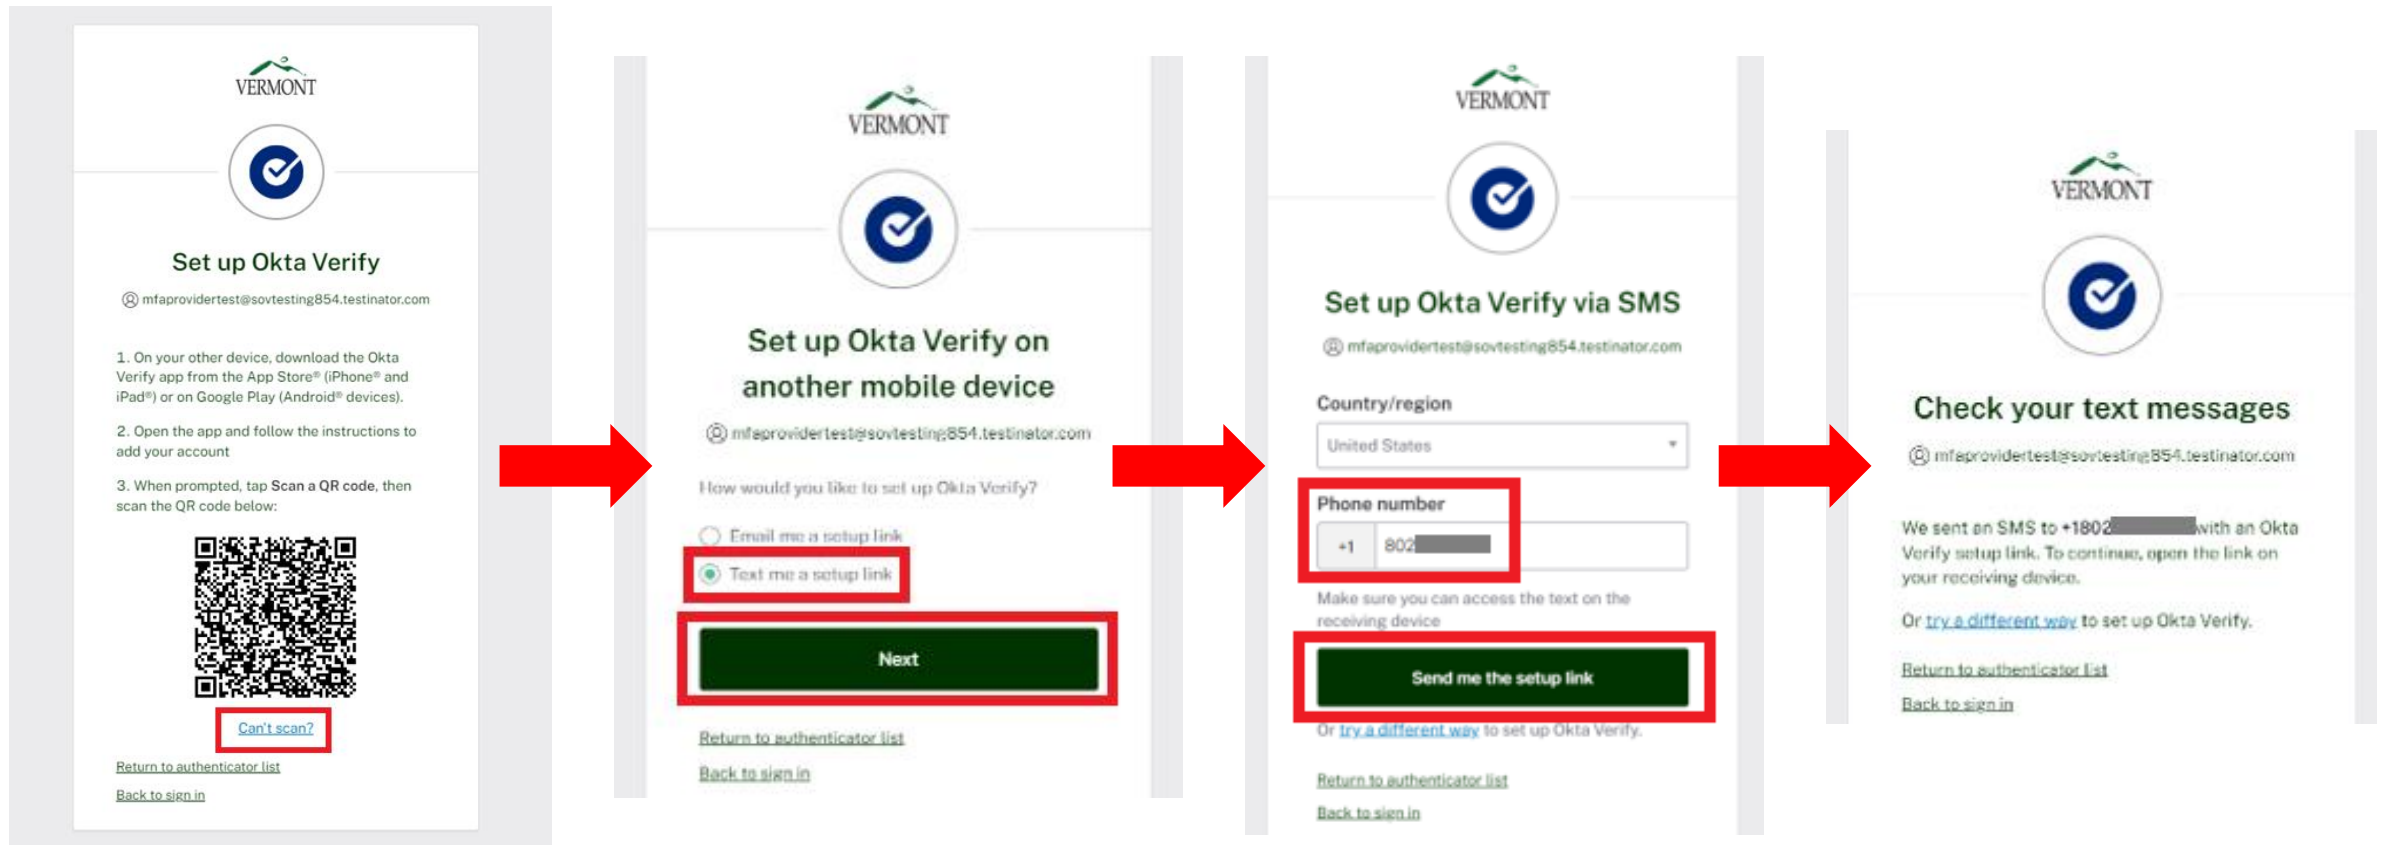 VERMONT
Set up Okta Verify
mfaprovidertest@sovtesting854.testinator.com
1. On your other device, download the Okta
Verify app from the App Store® (iPhone® and
iPad®) or on Google Play (Android® devices).
2. Open the app and follow the instructions to
add your account
3. When prompted, tap Scan a QR code, then
scan the QR code below:
Can't scan?
Return to authenticator list
Back to sign in
VERMONT
Set up Okta Verify on
another mobile device
mfaprovidertest@sovtesting854.testinator.com
How would you like to set up Okta Verify?
Email me a setup link
Text me a setup link
Next
Return to authenticator list
Back to sign in
VERMONT
Set up Okta Verify via SMS
mfaprovidertest@sovtesting854.testinator.com
Country/region
United States
Phone number
+1 802
Make sure you can access the text on the
receiving device
Send me the setup link
Or try a different way to set up Okta Verify.
Return to authenticator list
Back to sign in
VERMONT
Check your text messages
mfaprovidertest@sovtesting854.testinator.com
We sent an SMS to +1802 with an Okta
Verify setup link. To continue, open the link on
your receiving device.
Or try a different way to set up Okta Verify.
Return to authenticator list
Back to sign in